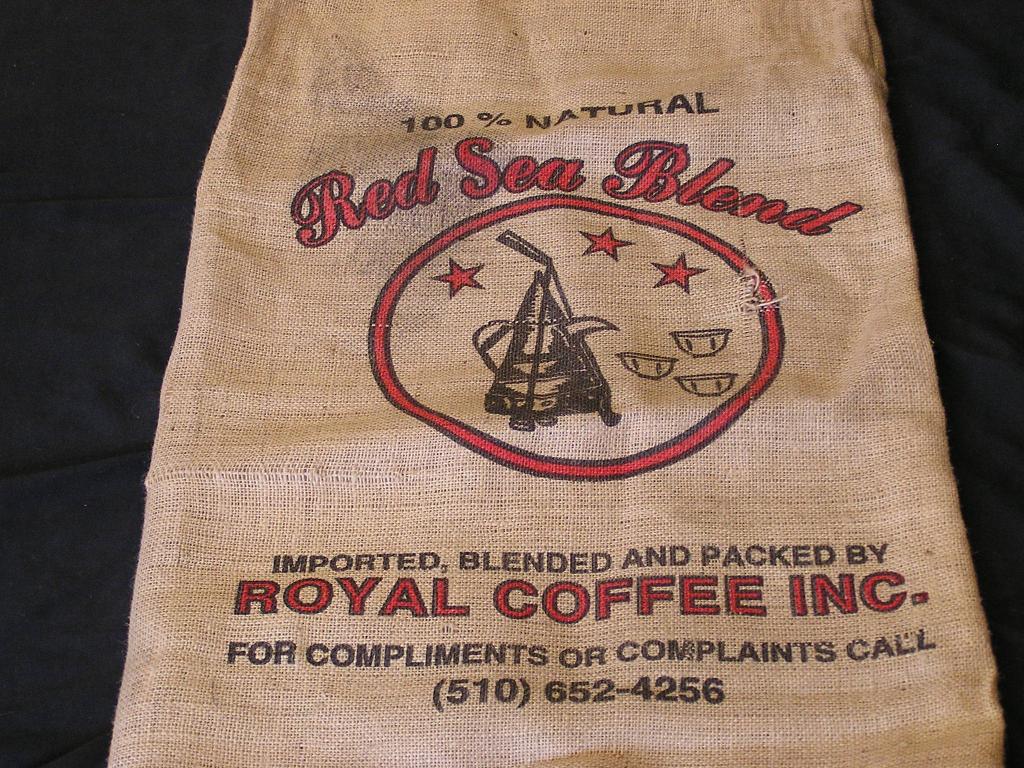 100 % NATURAL
Red Sea Blend
IMPORTED, BLENDED AND PACKED BY
ROYAL COFFEE INC.
FOR COMPLIMENTS OR COMPLAINTS CALL
(510) 652-4256